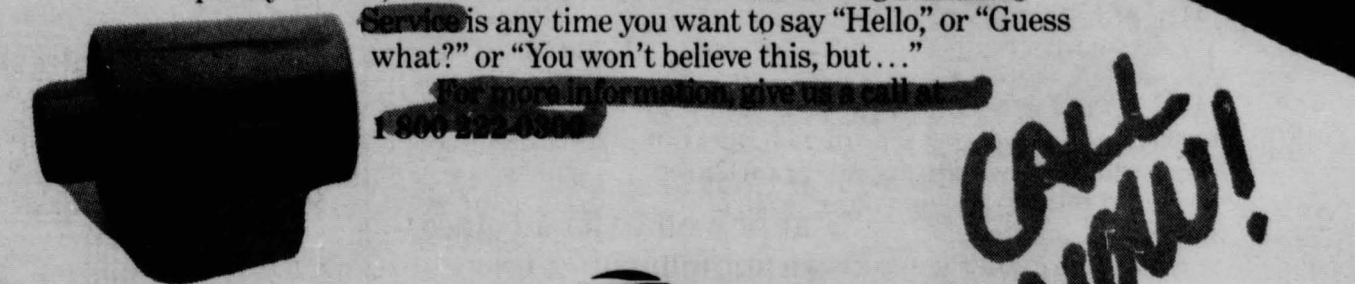 Service is any time you want to say “Hello,” or “Guess
what?” or “You won't believe this, but...”
For more information, give us a call at
1 800 222-0300
CALL
NOW!